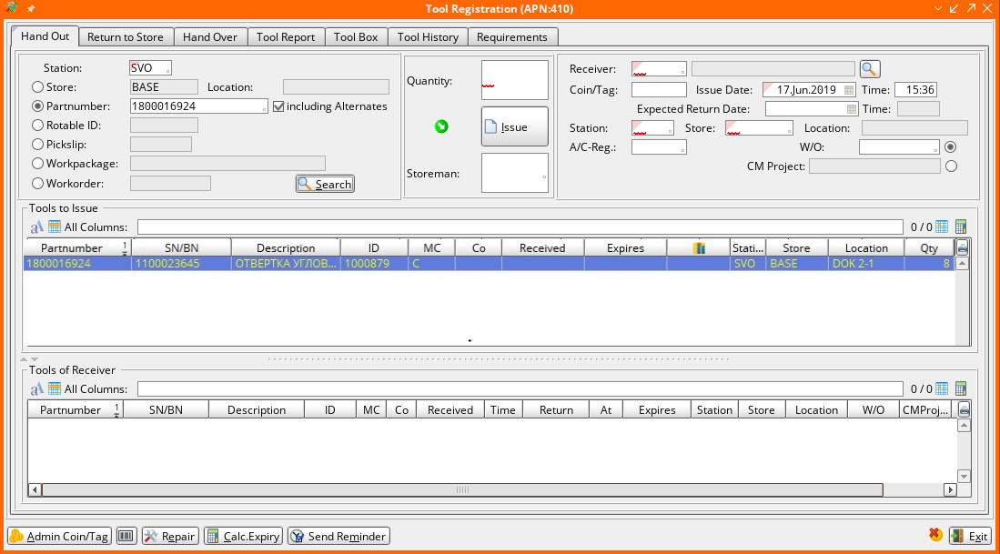 Tool Registration (APN:410)
Hand Out Return to Store Hand Over Tool Report Tool Box Tool History Requirements
Station: SVO
Store: BASE Location:
Partnumber: 1800016924 including Alternates
Rotable ID:
Pickslip:
Workpackage:
Workorder: Search
Quantity:
Issue
Storeman:
Receiver:
Coin/Tag: Issue Date: 17.Jun.2019 Time: 15:36
Expected Return Date: Time:
Station: Store: Location:
A/C-Reg.: W/O:
CM Project:
Tools to Issue
All Columns: 0 / 0
Partnumber 1 SN/BN Description ID MC Co Received Expires Stati... Store Location Qty
1800016924 1100023645 ОТВЕРТКА УГЛОВ... 1000879 C SVO BASE DOK 2-1 8
Tools of Receiver
All Columns: 0 / 0
Partnumber 1 SN/BN Description ID MC Co Received Time Return At Expires Station Store Location W/O CMProj...
Admin Coin/Tag Repair Calc.Expiry Send Reminder Exit